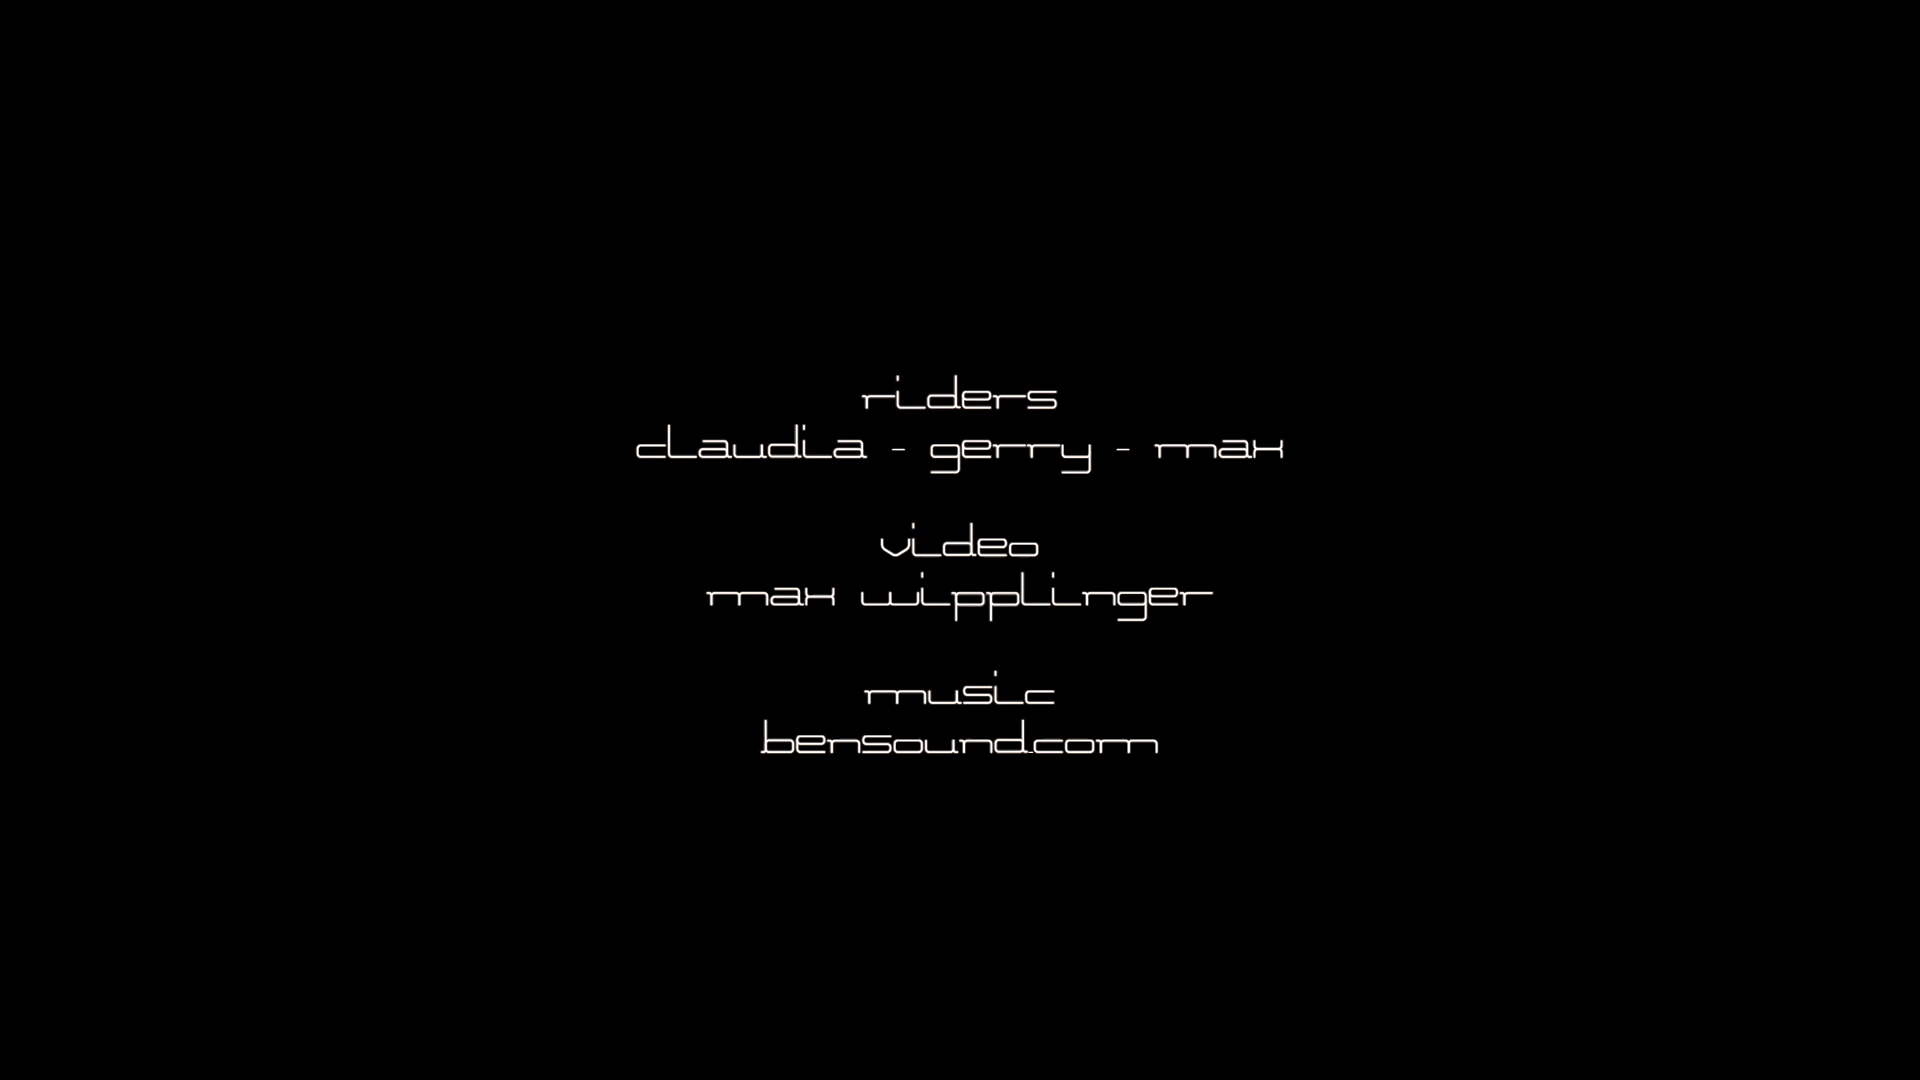 riders
claudia - gerry - max
video
max wipplinger
music
bensound.com